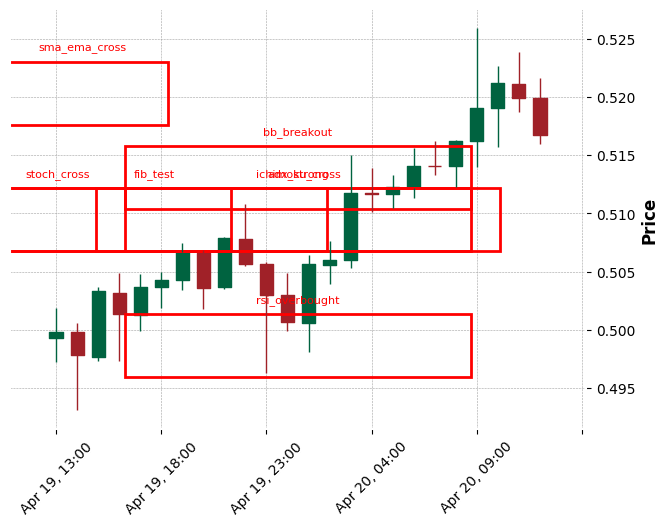 sma_ema_cross
bb_breakout
stoch_cross
fib_test
rsi_overbought
0.525
0.520
0.515
0.510
0.505
0.500
0.495
Price
Apr 19, 13:00
Apr 19, 18:00
Apr 19, 23:00
Apr 20, 04:00
Apr 20, 09:00